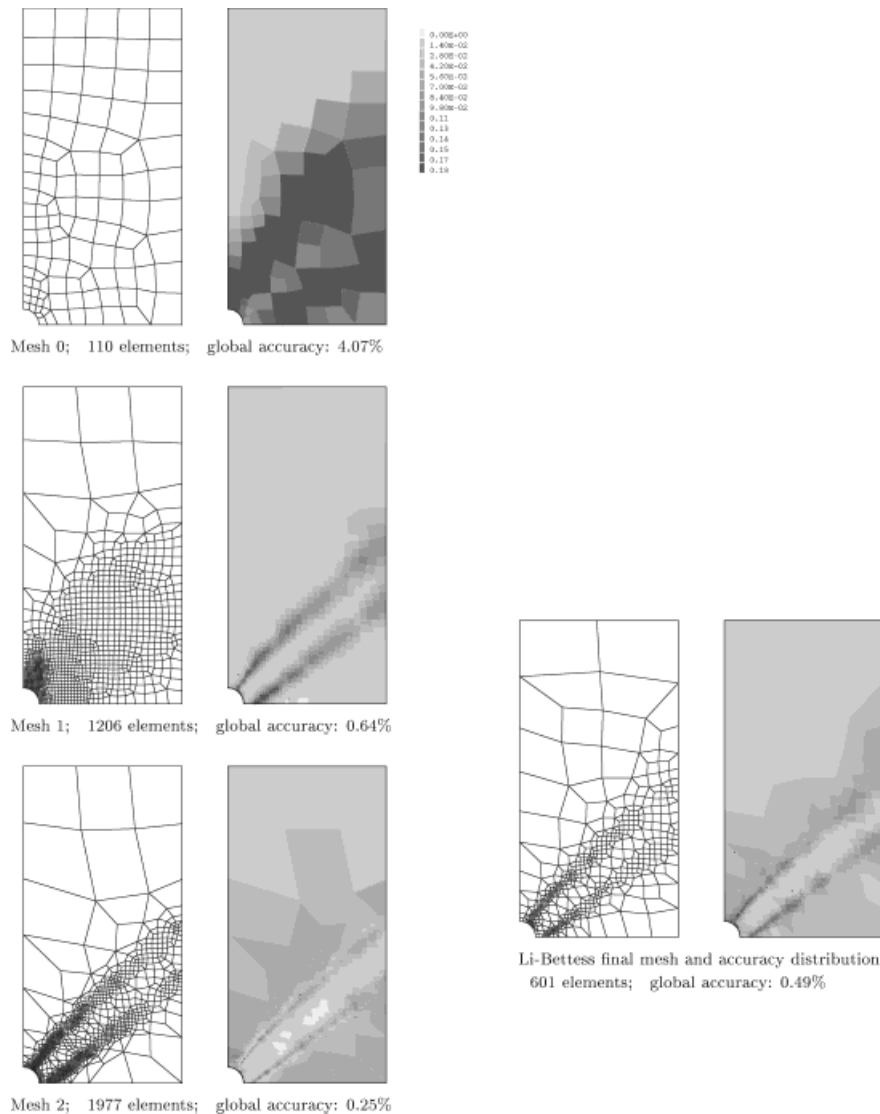 0.00E+00
1.40E-02
2.80E-02
4.20E-02
5.60E-02
7.00E-02
8.40E-02
9.80E-02
0.11
0.13
0.14
0.15
0.17
0.18
Mesh 0; 110 elements; global accuracy: 4.07%
Mesh 1; 1206 elements; global accuracy: 0.64%
Li-Bettess final mesh and accuracy distribution
601 elements; global accuracy: 0.49%
Mesh 2; 1977 elements; global accuracy: 0.25%